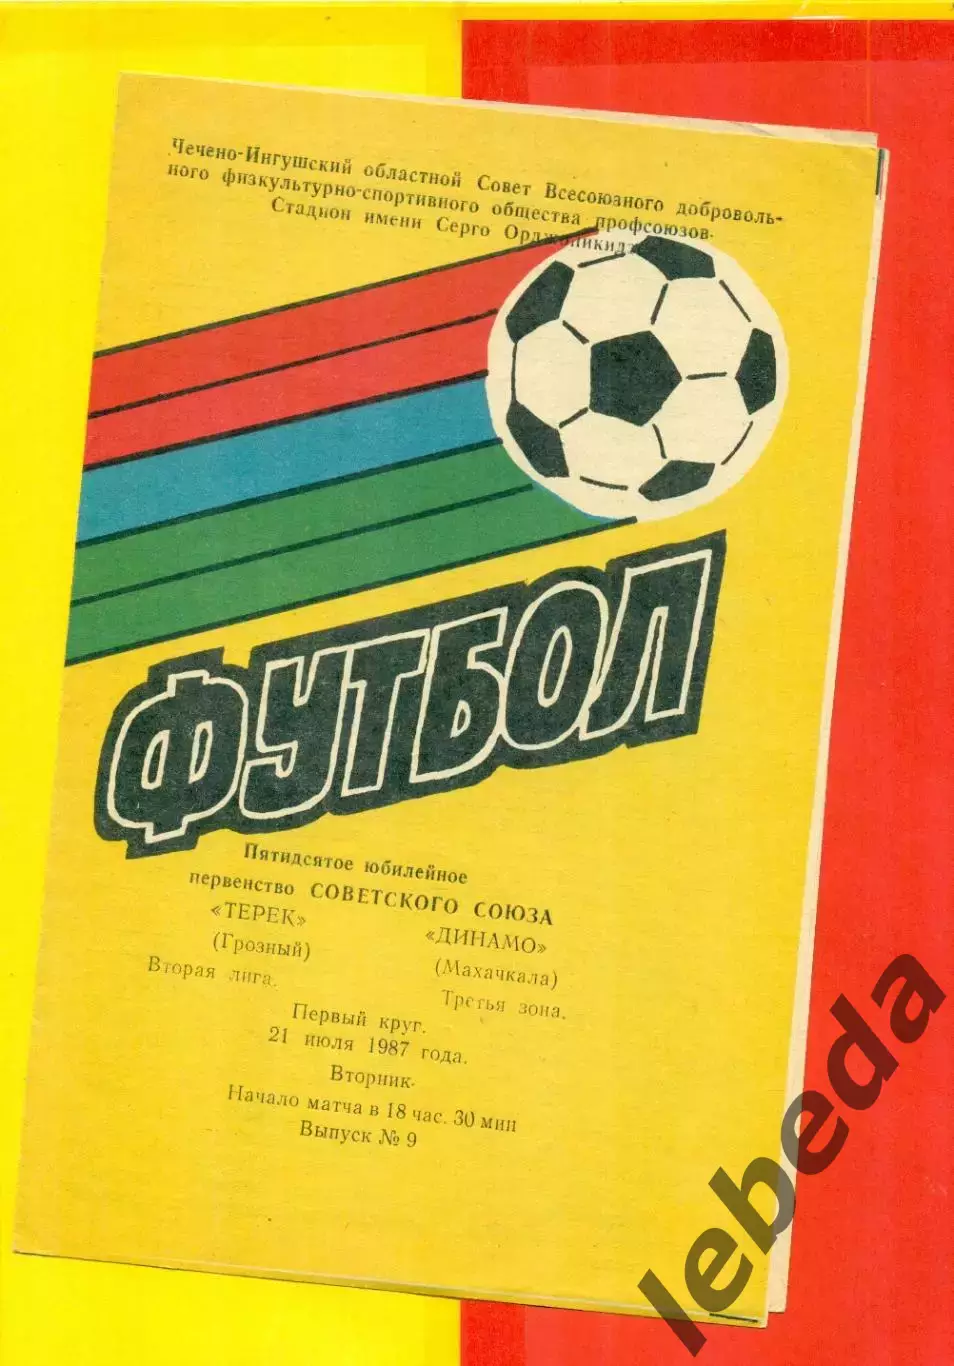 Чечено-Ингушский областной Совет Всесоюзного доброволь-
ного физкультурно-спортивного общества профсоюзов.
Стадион имени Серго Орджоникидзе
ФУТБОЛ
Пятидсятое юбилейное
первенство СОВЕТСКОГО СОЮЗА
«ТЕРЕК» «ДИНАМО»
(Грозный) (Махачкала)
Вторая лига. Третья зона.
Первый круг.
21 июля 1987 года.
Вторник.
Начало матча в 18 час. 30 мин
Выпуск № 9
lebeda